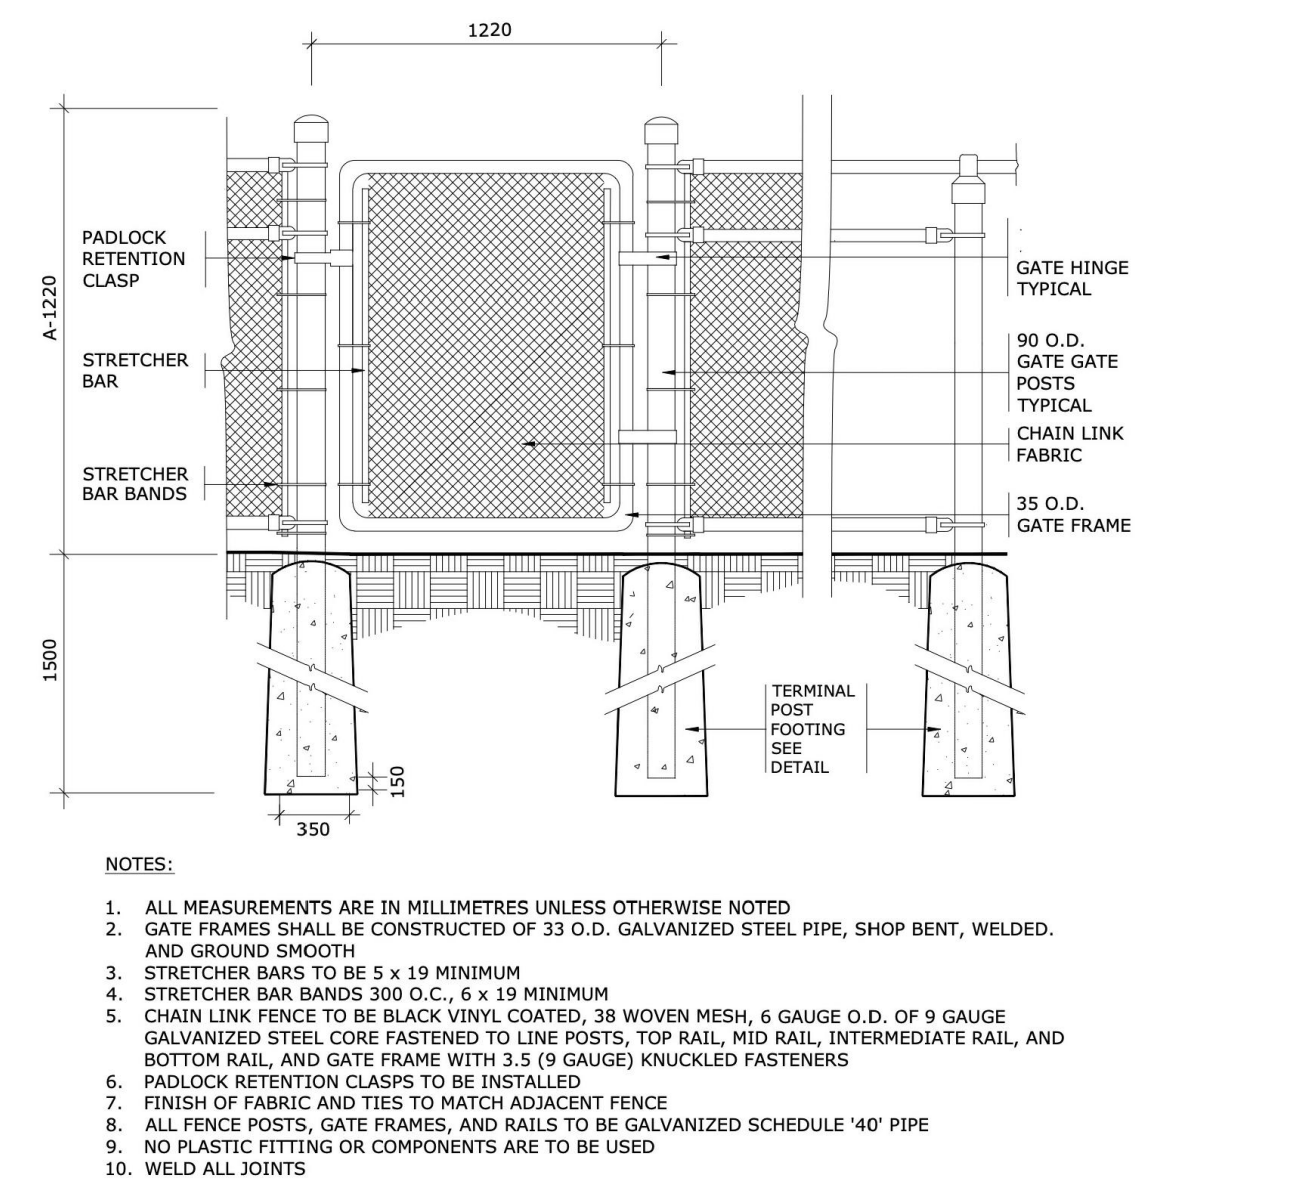 1220
A-1220
PADLOCK
RETENTION
CLASP
STRETCHER
BAR
STRETCHER
BAR BANDS
GATE HINGE
TYPICAL
90 O.D.
GATE GATE
POSTS
TYPICAL
CHAIN LINK
FABRIC
35 O.D.
GATE FRAME
1500
TERMINAL
POST
FOOTING
SEE
DETAIL
150
350
NOTES:
1. ALL MEASUREMENTS ARE IN MILLIMETRES UNLESS OTHERWISE NOTED
2. GATE FRAMES SHALL BE CONSTRUCTED OF 33 O.D. GALVANIZED STEEL PIPE, SHOP BENT, WELDED.
AND GROUND SMOOTH
3. STRETCHER BARS TO BE 5 x 19 MINIMUM
4. STRETCHER BAR BANDS 300 O.C., 6 x 19 MINIMUM
5. CHAIN LINK FENCE TO BE BLACK VINYL COATED, 38 WOVEN MESH, 6 GAUGE O.D. OF 9 GAUGE
GALVANIZED STEEL CORE FASTENED TO LINE POSTS, TOP RAIL, MID RAIL, INTERMEDIATE RAIL, AND
BOTTOM RAIL, AND GATE FRAME WITH 3.5 (9 GAUGE) KNUCKLED FASTENERS
6. PADLOCK RETENTION CLASPS TO BE INSTALLED
7. FINISH OF FABRIC AND TIES TO MATCH ADJACENT FENCE
8. ALL FENCE POSTS, GATE FRAMES, AND RAILS TO BE GALVANIZED SCHEDULE '40' PIPE
9. NO PLASTIC FITTING OR COMPONENTS ARE TO BE USED
10. WELD ALL JOINTS